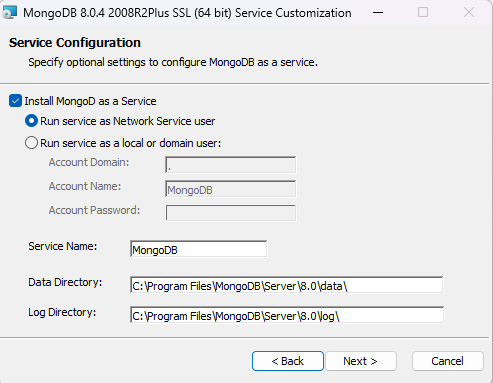 MongoDB 8.0.4 2008R2Plus SSL (64 bit) Service Customization
Service Configuration
Specify optional settings to configure MongoDB as a service.
Install MongoD as a Service
Run service as Network Service user
Run service as a local or domain user:
Account Domain: .
Account Name: MongoDB
Account Password:
Service Name: MongoDB
Data Directory: C:\Program Files\MongoDB\Server\8.0\data\
Log Directory: C:\Program Files\MongoDB\Server\8.0\log\
< Back Next > Cancel